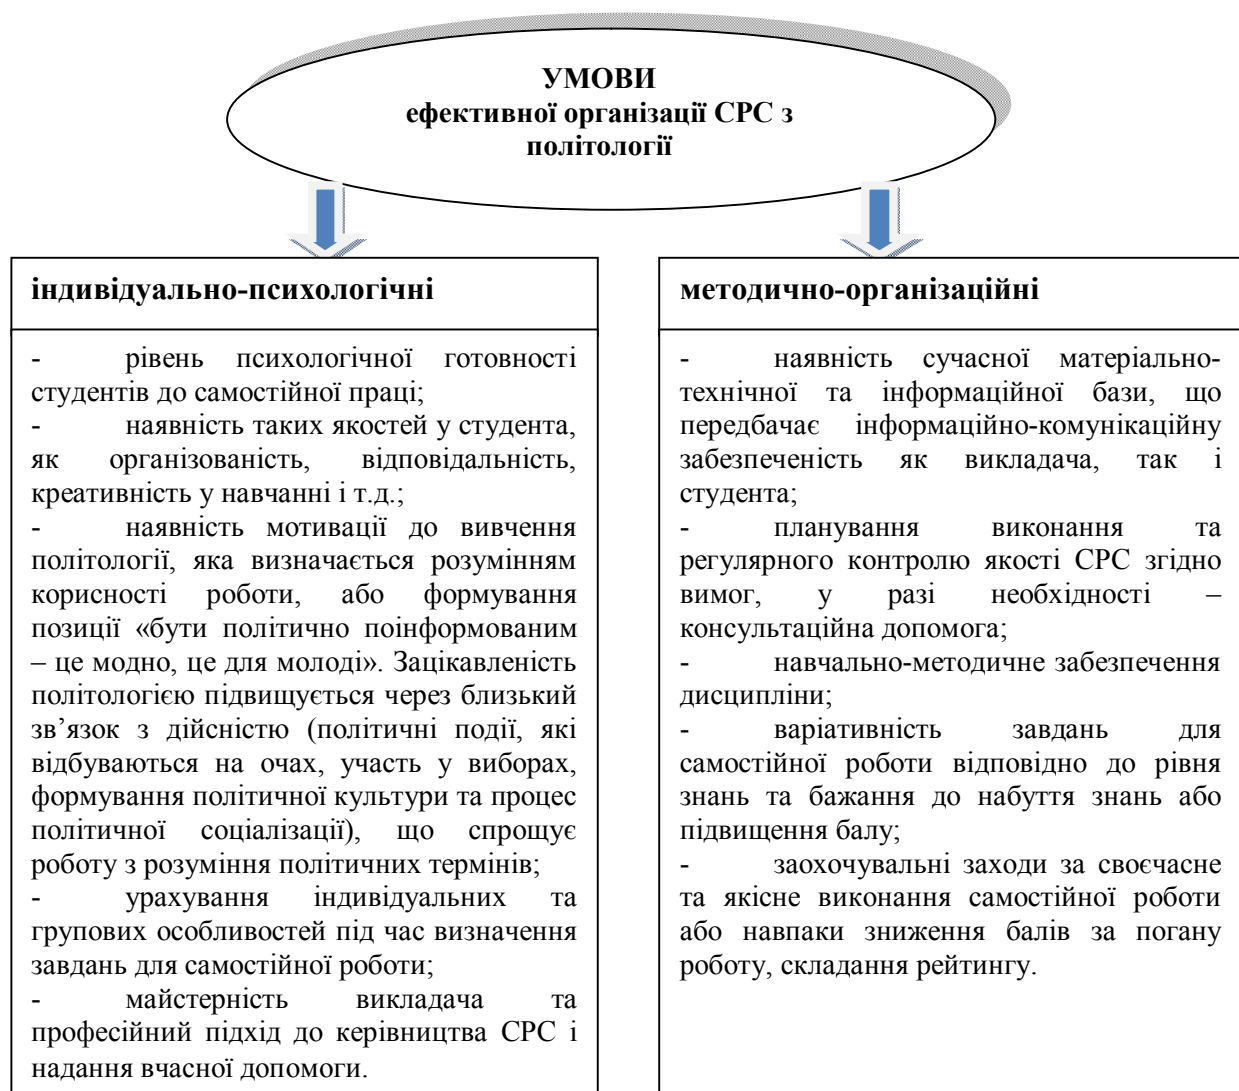 УМОВИ
ефективної організації СРС з
політології
індивідуально-психологічні
- рівень психологічної готовності
студентів до самостійної праці;
- наявність таких якостей у студента,
як організованість, відповідальність,
креативність у навчанні і т.д.;
- наявність мотивації до вивчення
політології, яка визначається розумінням
корисності роботи, або формування
позиції «бути політично поінформованим
– це модно, це для молоді». Зацікавленість
політологією підвищується через близький
зв’язок з дійсністю (політичні події, які
відбуваються на очах, участь у виборах,
формування політичної культури та процес
політичної соціалізації), що спрощує
роботу з розуміння політичних термінів;
- урахування індивідуальних та
групових особливостей під час визначення
завдань для самостійної роботи;
- майстерність викладача та
професійний підхід до керівництва СРС і
надання вчасної допомоги.
методично-організаційні
- наявність сучасної матеріально-
технічної та інформаційної бази, що
передбачає інформаційно-комунікаційну
забезпеченість як викладача, так і
студента;
- планування виконання та
регулярного контролю якості СРС згідно
вимог, у разі необхідності –
консультаційна допомога;
- навчально-методичне забезпечення
дисципліни;
- варіативність завдань для
самостійної роботи відповідно до рівня
знань та бажання до набуття знань або
підвищення балу;
- заохочувальні заходи за своєчасне
та якісне виконання самостійної роботи
або навпаки зниження балів за погану
роботу, складання рейтингу.